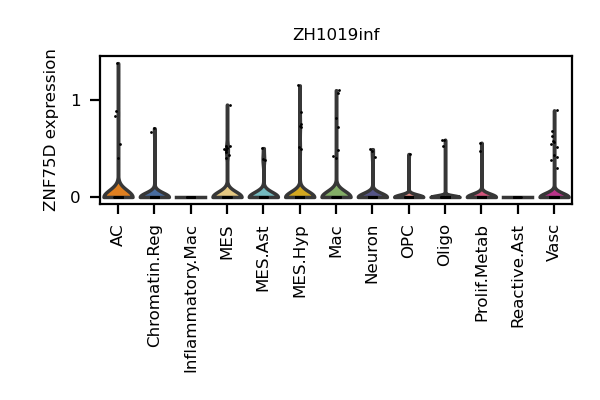 ZH1019inf
ZNF75D expression
1
0
AC
Chromatin.Reg
Inflammatory.Mac
MES
MES.Ast
MES.Hyp
Mac
Neuron
OPC
Oligo
Prolif.Metab
Reactive.Ast
Vasc